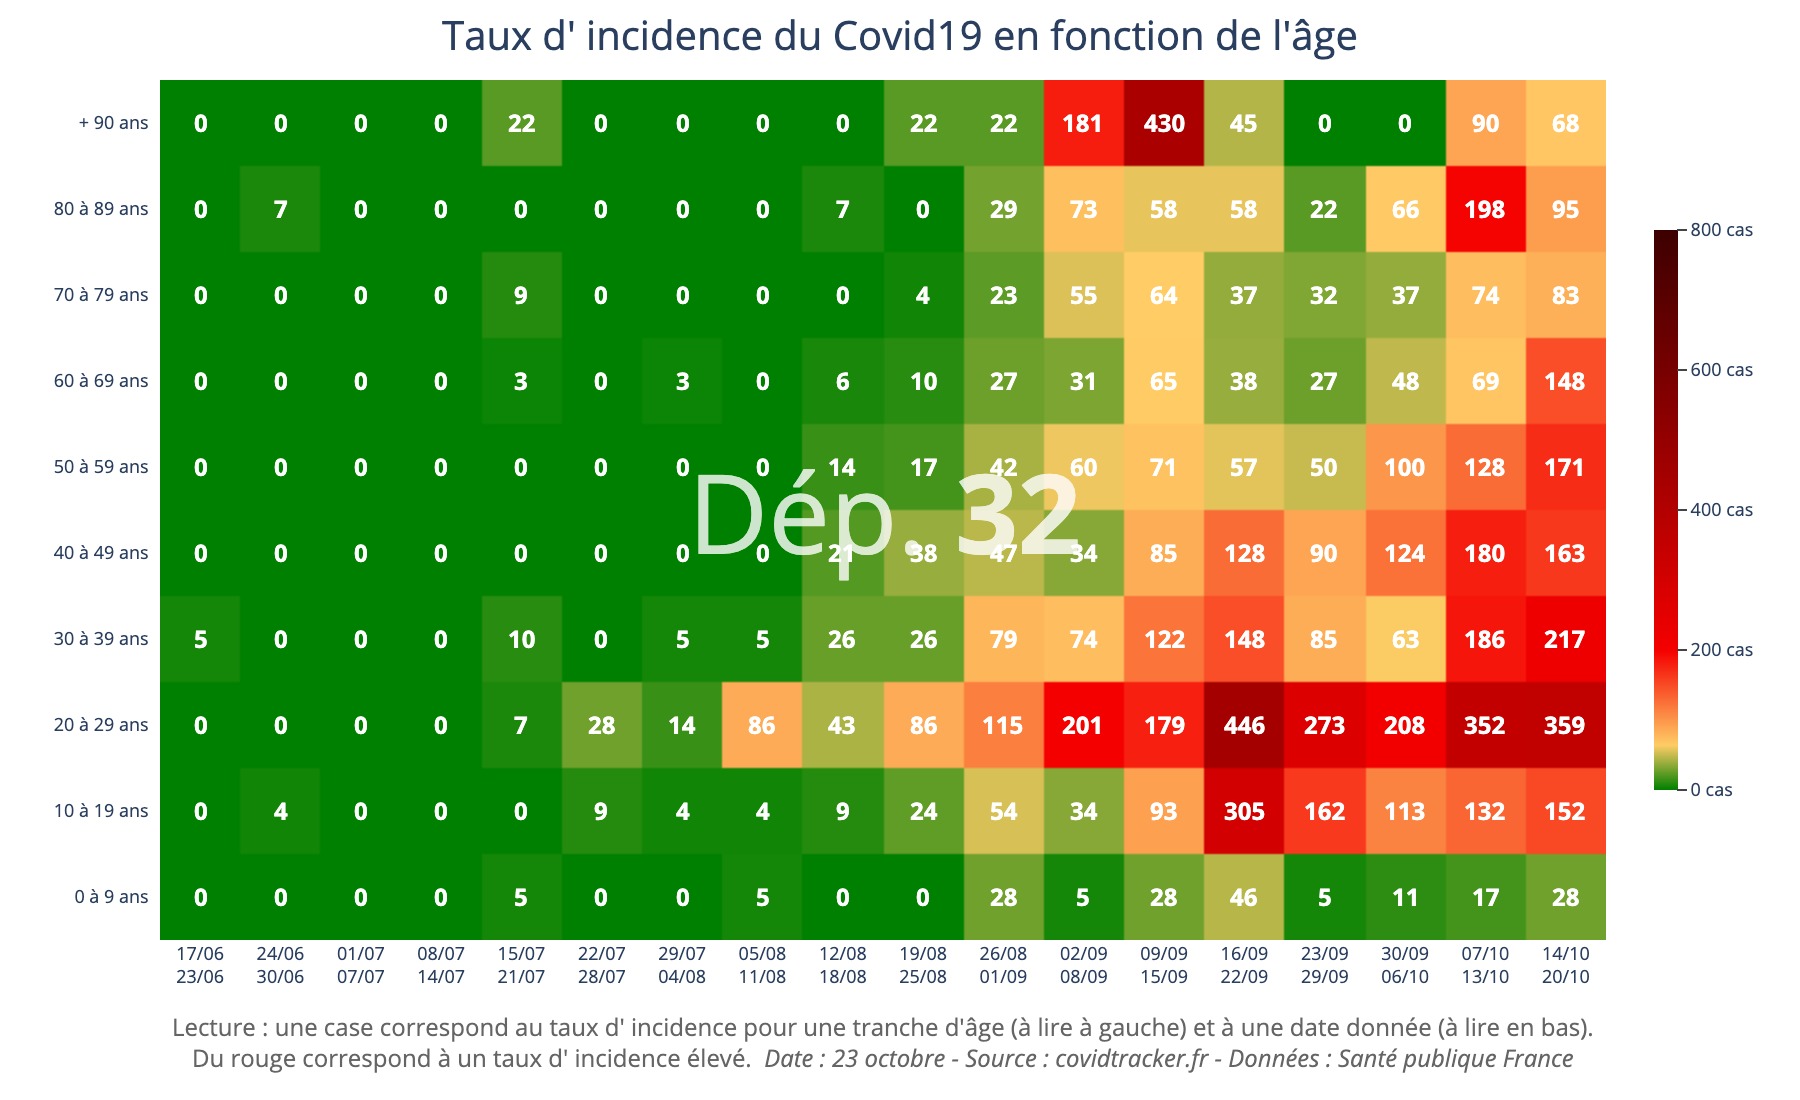 Taux d' incidence du Covid19 en fonction de l'âge
+ 90 ans 0 0 0 0 22 0 0 0 0 22 22 181 430 45 0 0 90 68
80 à 89 ans 0 7 0 0 0 0 0 0 7 0 29 73 58 58 22 66 198 95
70 à 79 ans 0 0 0 0 9 0 0 0 0 4 23 55 64 37 32 37 74 83
60 à 69 ans 0 0 0 0 3 0 3 0 6 10 27 31 65 38 27 48 69 148
50 à 59 ans 0 0 0 0 0 0 0 0 14 17 42 60 71 57 50 100 128 171
Dép. 32
40 à 49 ans 0 0 0 0 0 0 0 0 21 38 47 34 85 128 90 124 180 163
30 à 39 ans 5 0 0 0 10 0 5 5 26 26 79 74 122 148 85 63 186 217
20 à 29 ans 0 0 0 0 7 28 14 86 43 86 115 201 179 446 273 208 352 359
10 à 19 ans 0 4 0 0 0 9 4 4 9 24 54 34 93 305 162 113 132 152
0 à 9 ans 0 0 0 0 5 0 0 5 0 0 28 5 28 46 5 11 17 28
17/06 24/06 01/07 08/07 15/07 22/07 29/07 05/08 12/08 19/08 26/08 02/09 09/09 16/09 23/09 30/09 07/10 14/10
23/06 30/06 07/07 14/07 21/07 28/07 04/08 11/08 18/08 25/08 01/09 08/09 15/09 22/09 29/09 06/10 13/10 20/10
800 cas
600 cas
400 cas
200 cas
0 cas
Lecture : une case correspond au taux d' incidence pour une tranche d'âge (à lire à gauche) et à une date donnée (à lire en bas).
Du rouge correspond à un taux d' incidence élevé. Date : 23 octobre - Source : covidtracker.fr - Données : Santé publique France